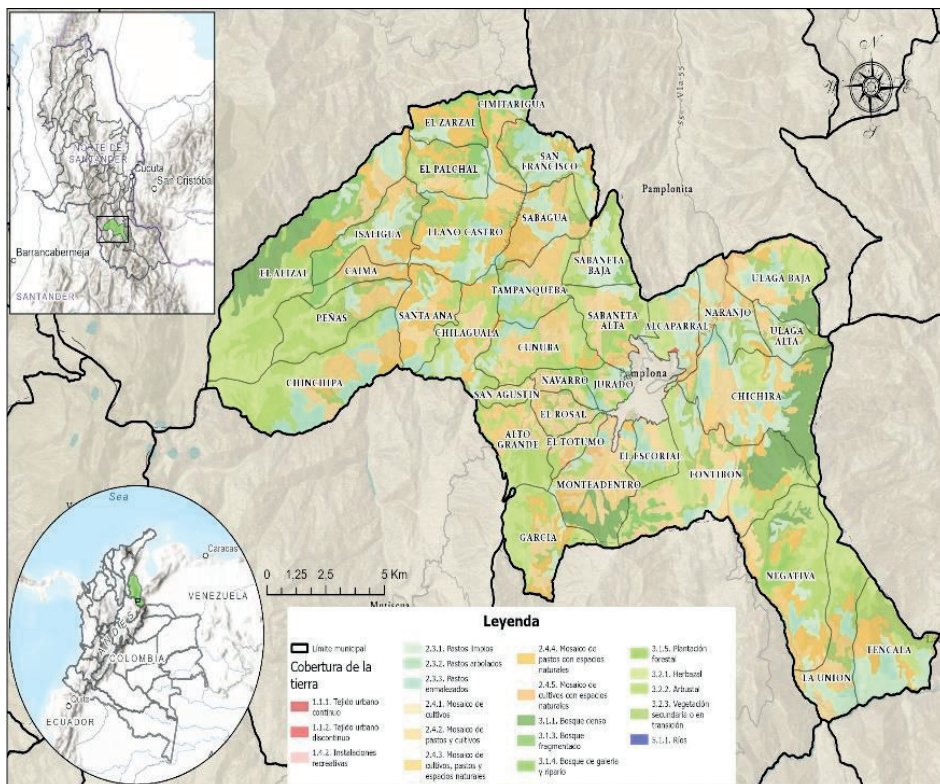 NORTE DE
SANTANDER
Cucuta
San Cristóbal
Barrancabermeja
SANTANDER
N
S
Vía 55
Pamplonita
CIMITARIGUA
EL ZARZAL
SAN
FRANCISCO
EL PALCHAL
SABAGUA
ISALIGUA
LLANO CASTRO
SABANETA
BAJA
CAIMA
TAMPANQUEBA
ULAGA BAJA
PEÑAS
SANTA ANA
SABANETA
ALTA
NARANJO
ALCAPARRAL
ULAGA
ALTA
CHILAGUALA
CUNUBA
CHINCHIPA
NAVARRO
JURADO
mplona
SAN AGUSTIN
EL ROSAL
CHICHIRA
ALTO
GRANDE
EL TOTUMO
EL ESCORIAL
FONTIBON
MONTEADENTRO
GARCIA
NEGATIVA
LA UNION
Sea
Caracas
VENEZUELA
ANDES
COLOMBIA
Quito
ECUADOR
0 1.25 2.5 5 Km
Leyenda
Límite municipal
Cobertura de la
tierra
1.1.1. Tejido urbano
continuo
1.1.2. Tejido urbano
discontinuo
1.4.2. Instalaciones
recreativas
2.3.1. Pastos limpios
2.3.2. Pastos arbolados
2.3.3. Pastos
enmalezados
2.4.1. Mosaico de
cultivos
2.4.2. Mosaico de
pastos y cultivos
2.4.3. Mosaico de
cultivos, pastos y
espacios naturales
2.4.4. Mosaico de
pastos con espacios
naturales
2.4.5. Mosaico de
cultivos con espacios
naturales
3.1.1. Bosque denso
3.1.3. Bosque
fragmentado
3.1.4. Bosque de galería
y ripario
3.1.5. Plantación
forestal
3.2.1. Herbazal
3.2.2. Arbustal
3.2.3. Vegetación
secundaria o en
transición
5.1.1. Ríos